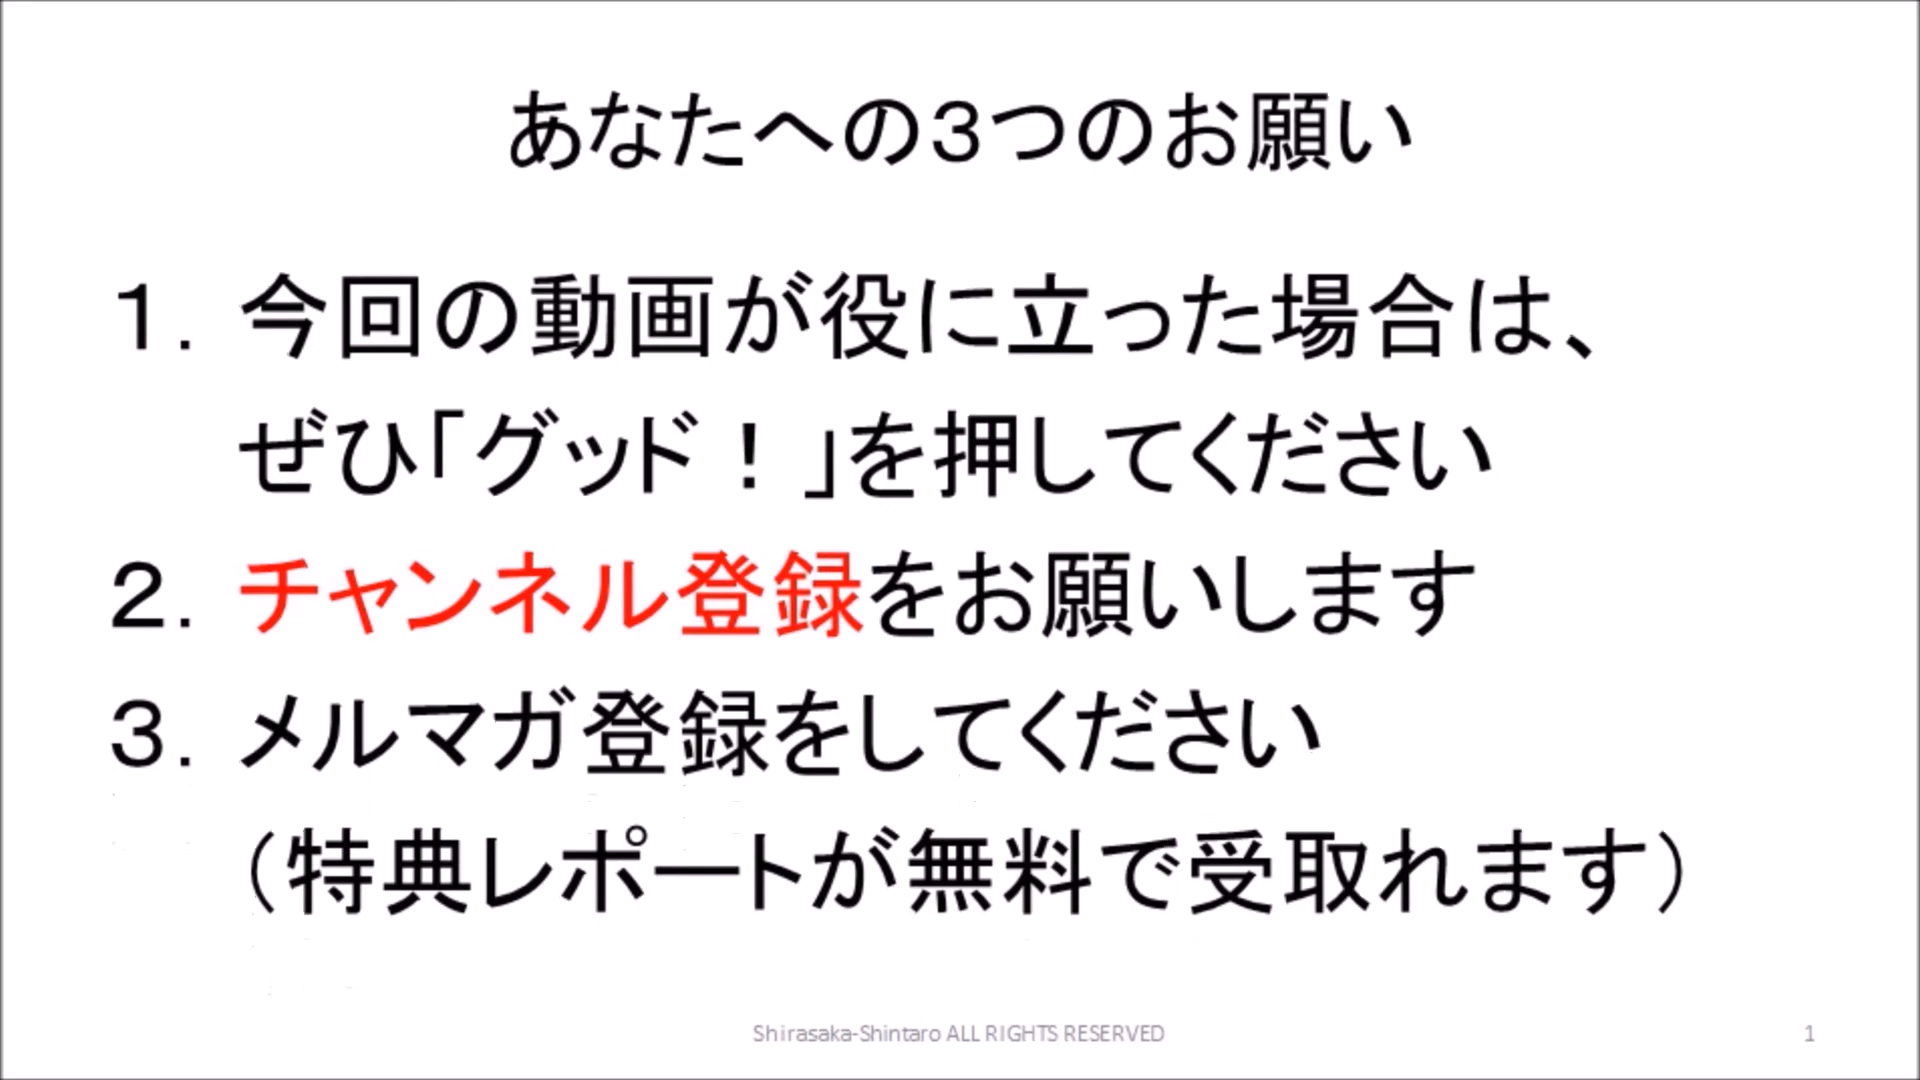 あなたへの３つのお願い
１．今回の動画が役に立った場合は、
ぜひ「グッド！」を押してください
２．チャンネル登録をお願いします
３．メルマガ登録をしてください
（特典レポートが無料で受取れます）
Shirasaka-Shintaro ALL RIGHTS RESERVED
1